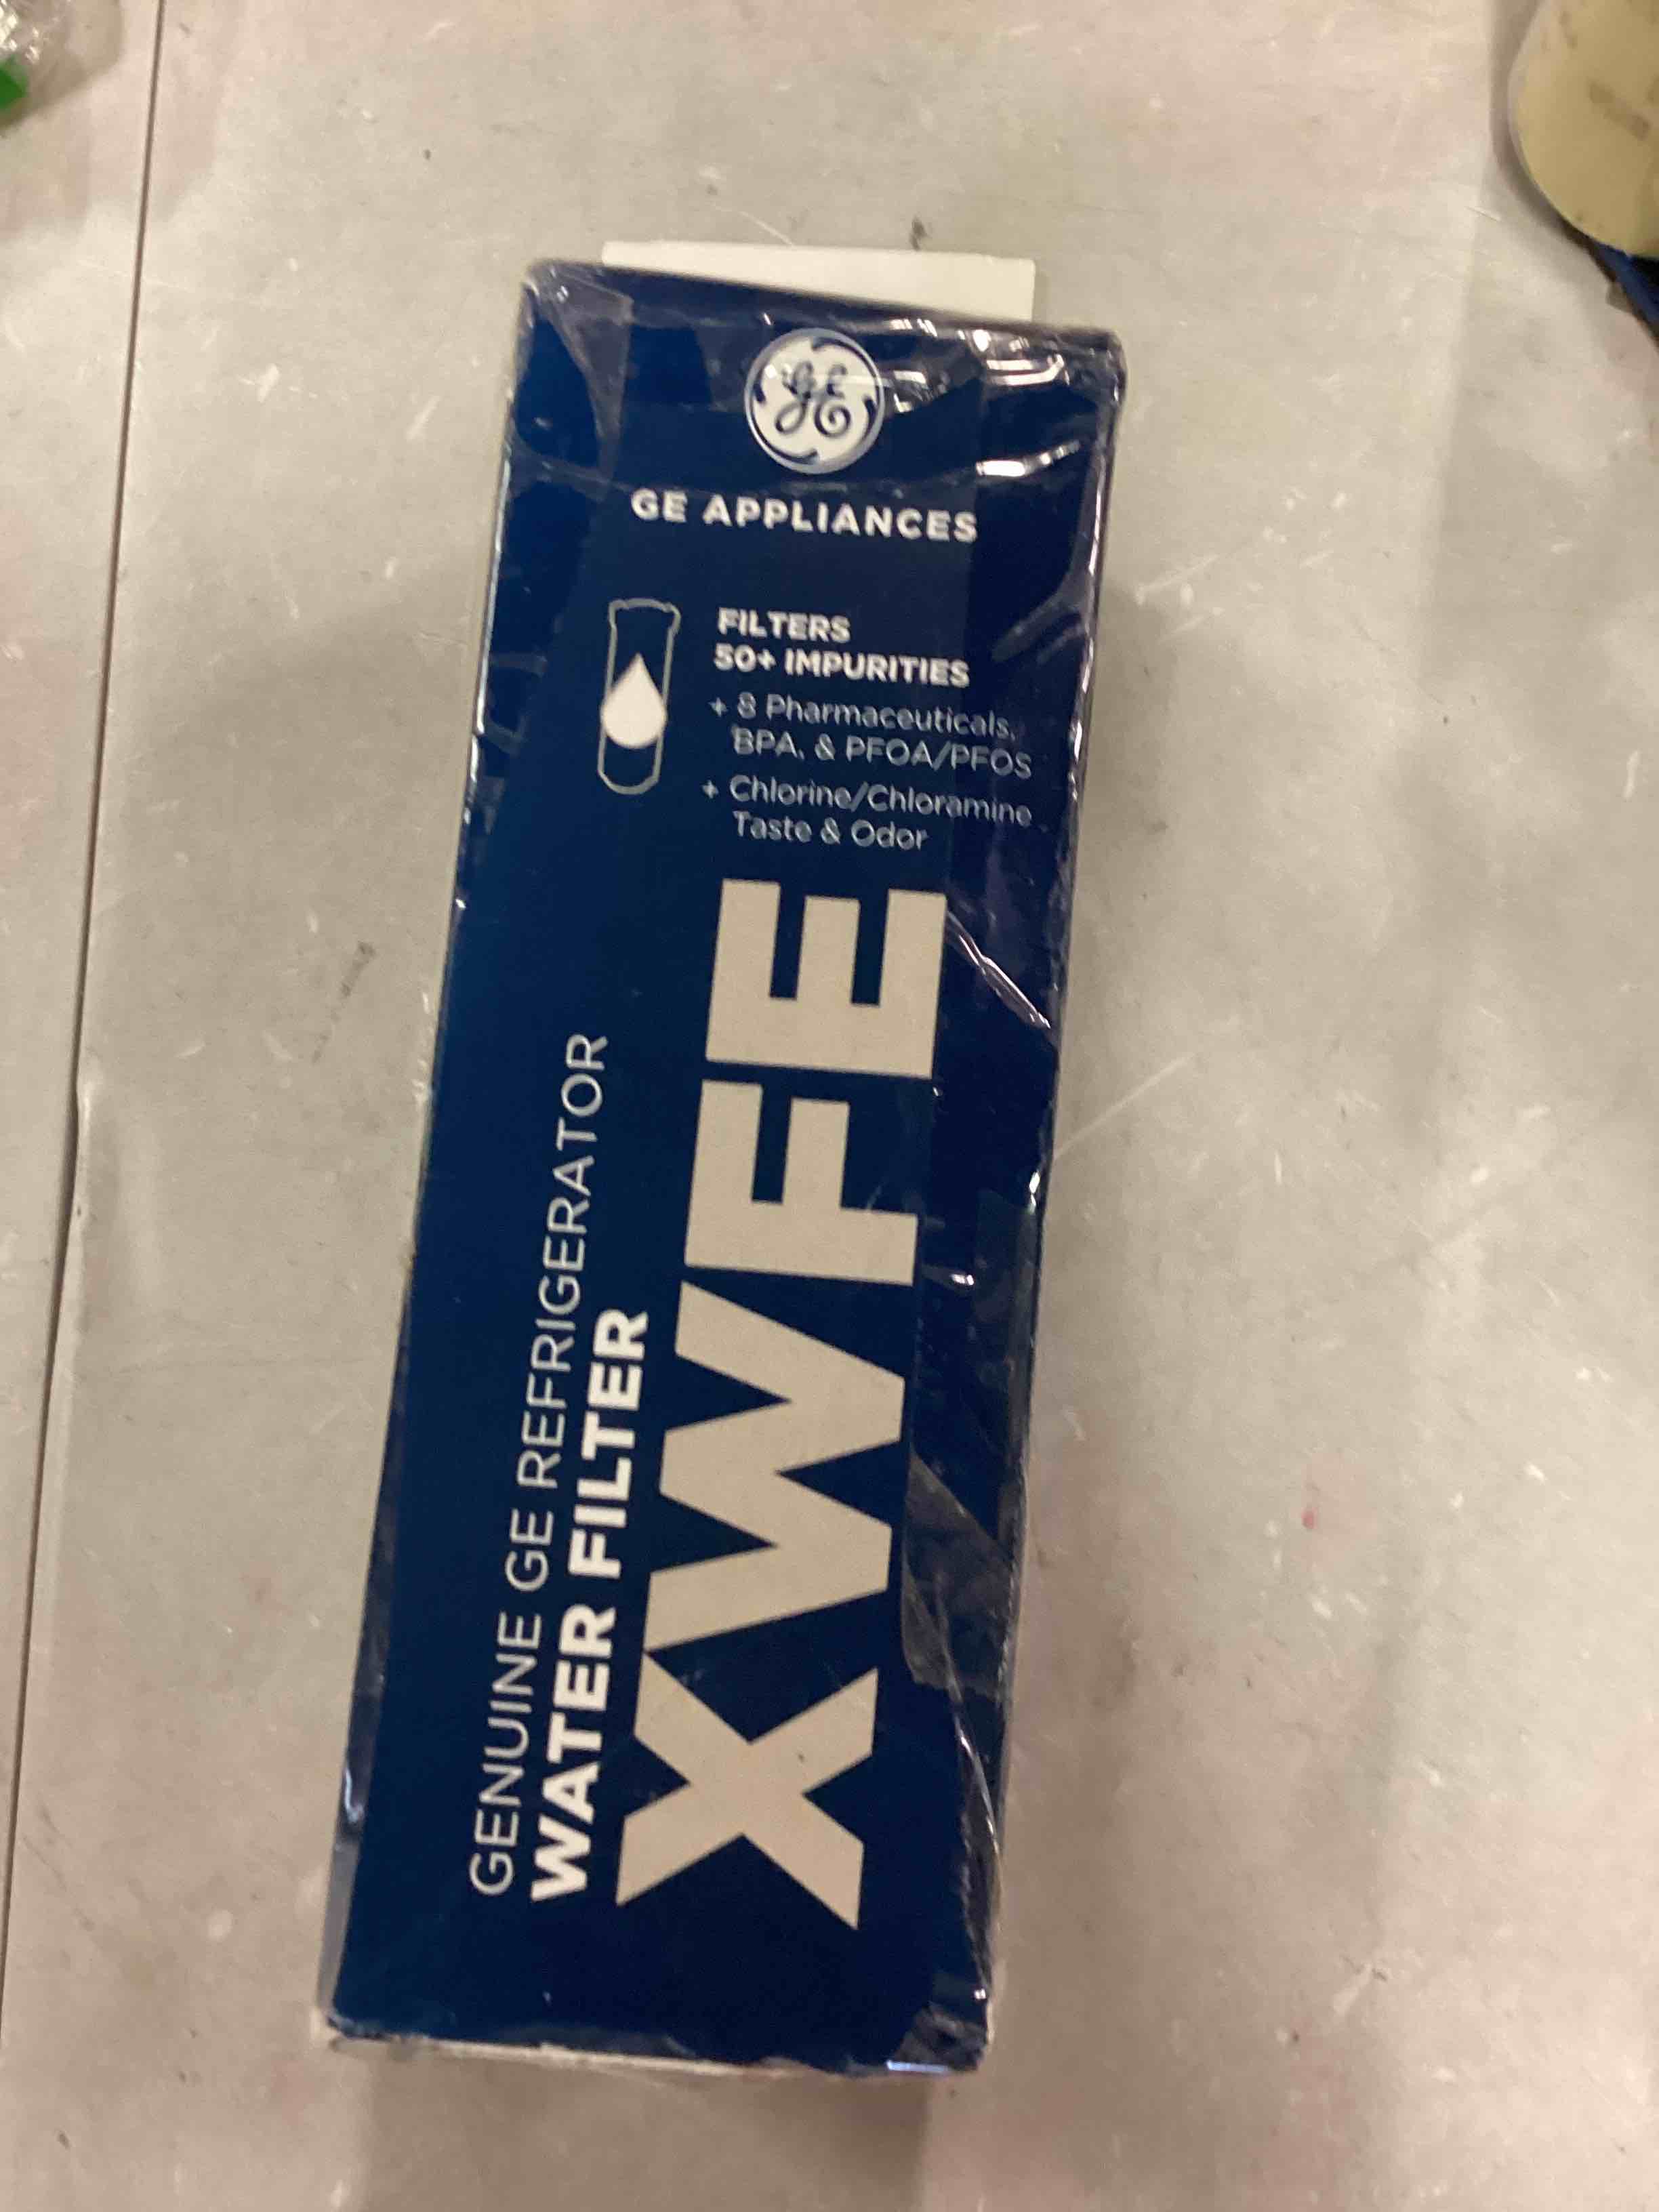 GE
GE APPLIANCES
FILTERS
50+ IMPURITIES
+ 8 Pharmaceuticals,
BPA, & PFOA/PFOS
+ Chlorine/Chloramine
Taste & Odor
GENUINE GE REFRIGERATOR
WATER FILTER
XWFE